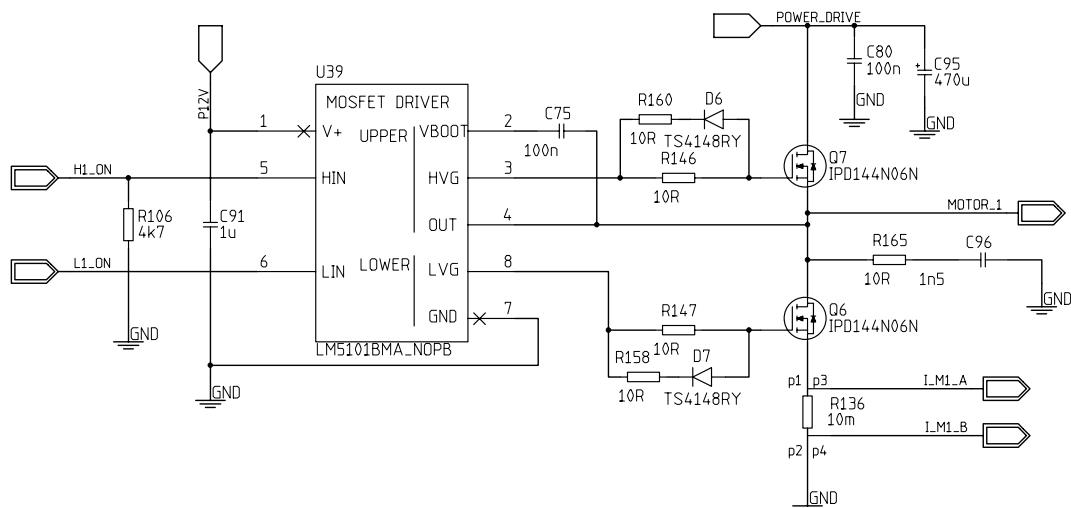 POWER_DRIVE
C80
100n
C95
470u
+
GND
GND
P12V
U39
MOSFET DRIVER
1
V+
UPPER
VBOOT
2
C75
100n
R160
10R
D6
TS4148RY
R146
10R
Q7
IPD144N06N
H1_ON
5
HIN
HVG
3
R106
4k7
C91
1u
OUT
4
MOTOR_1
R165
10R
C96
1n5
L1_ON
6
LIN
LOWER
LVG
8
GND
GND
7
GND
LM5101BMA_NOPB
R147
10R
Q6
IPD144N06N
R158
10R
D7
TS4148RY
GND
p1
p3
I_M1_A
R136
10m
I_M1_B
p2
p4
GND